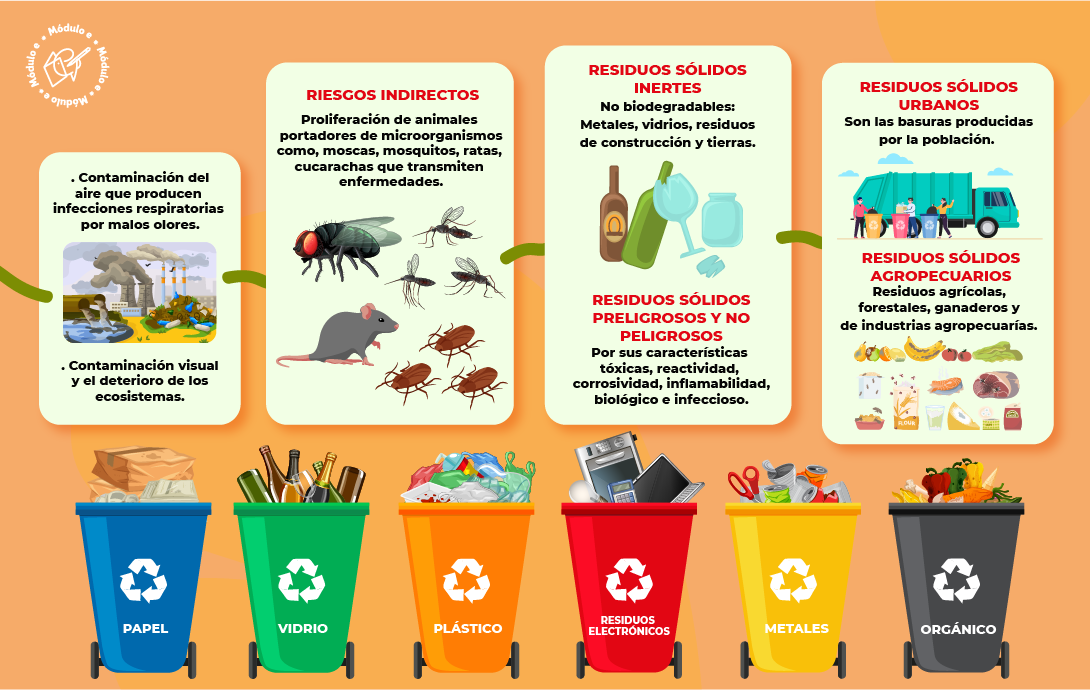 Módulo e • Módulo e • Módulo e • Módulo e •
. Contaminación del
aire que producen
infecciones respiratorias
por malos olores.
. Contaminación visual
y el deterioro de los
ecosistemas.
RIESGOS INDIRECTOS
Proliferación de animales
portadores de microorganismos
como, moscas, mosquitos, ratas,
cucarachas que transmiten
enfermedades.
RESIDUOS SÓLIDOS
INERTES
No biodegradables:
Metales, vidrios, residuos
de construcción y tierras.
RESIDUOS SÓLIDOS
PRELIGROSOS Y NO
PELIGROSOS
Por sus características
tóxicas, reactividad,
corrosividad, inflamabilidad,
biológico e infeccioso.
RESIDUOS SÓLIDOS
URBANOS
Son las basuras producidas
por la población.
RESIDUOS SÓLIDOS
AGROPECUARIOS
Residuos agrícolas,
forestales, ganaderos y
de industrias agropecuarías.
FLOUR
PAPEL
VIDRIO
PLÁSTICO
RESIDUOS
ELECTRÓNICOS
METALES
ORGÁNICO